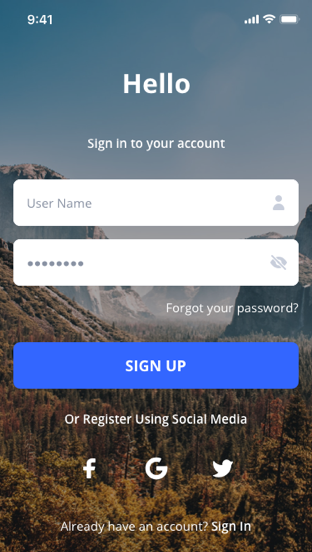 9:41
Hello
Sign in to your account
User Name
Forgot your password?
SIGN UP
Or Register Using Social Media
Already have an account? Sign In